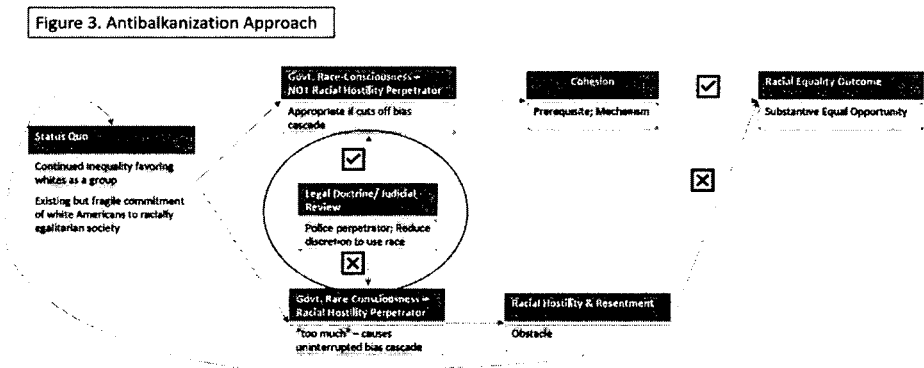 Figure 3. Antibalkanization Approach
Status Quo
Continued inequality favoring
whites as a group
Existing but fragile commitment
of white Americans to racially
egalitarian society
Govt. Race-Consciousness =
NOT Racial Hostility Perpetrator
Appropriate if cuts off bias
cascade
Legal Doctrine/ Judicial
Review
Police perpetrator; Reduce
discretion to use race
Govt. Race Consciousness =
Racial Hostility Perpetrator
"too much" – causes
uninterrupted bias cascade
Cohesion
Prerequisite; Mechanism
Racial Hostility & Resentment
Obstacle
Racial Equality Outcome
Substantive Equal Opportunity